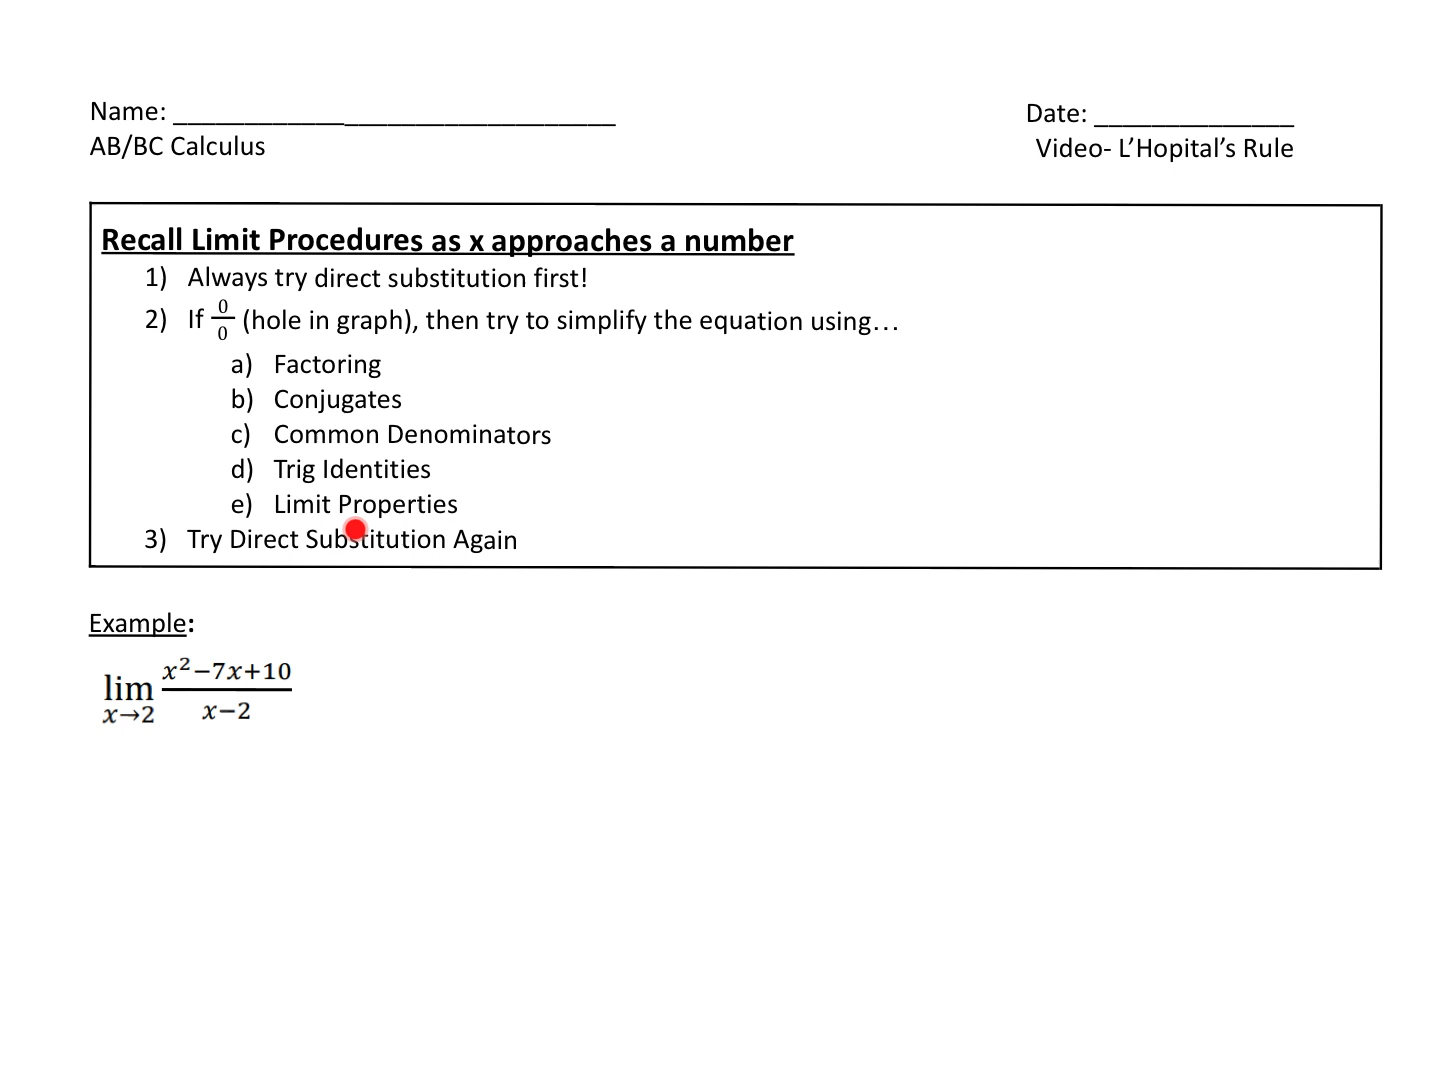 Name: _______________________________
Date: ______________
AB/BC Calculus
Video- L’Hopital’s Rule
Recall Limit Procedures as x approaches a number
1) Always try direct substitution first!
2) If 0/0 (hole in graph), then try to simplify the equation using…
a) Factoring
b) Conjugates
c) Common Denominators
d) Trig Identities
e) Limit Properties
3) Try Direct Substitution Again
Example:
lim x→2 (x²−7x+10)/(x−2)